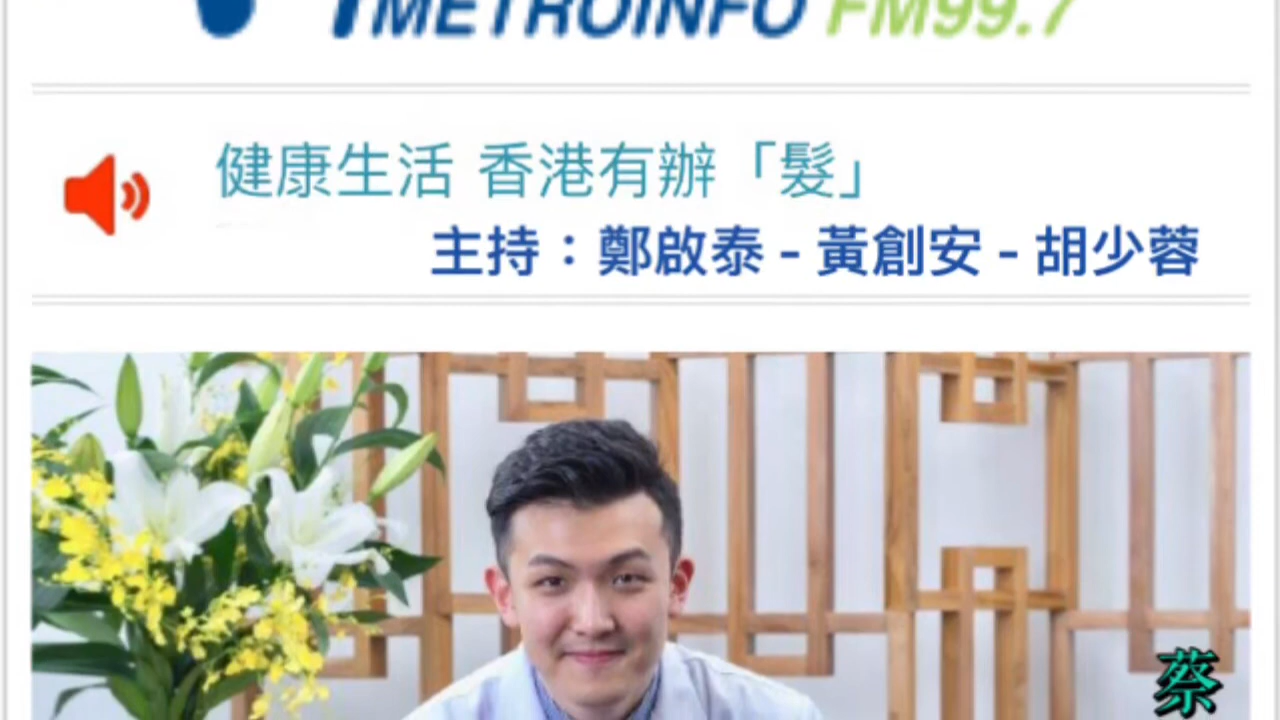 METROINFO FM99.7
健康生活 香港有辦「髮」
主持：鄭啟泰 - 黃創安 - 胡少蓉
蔡